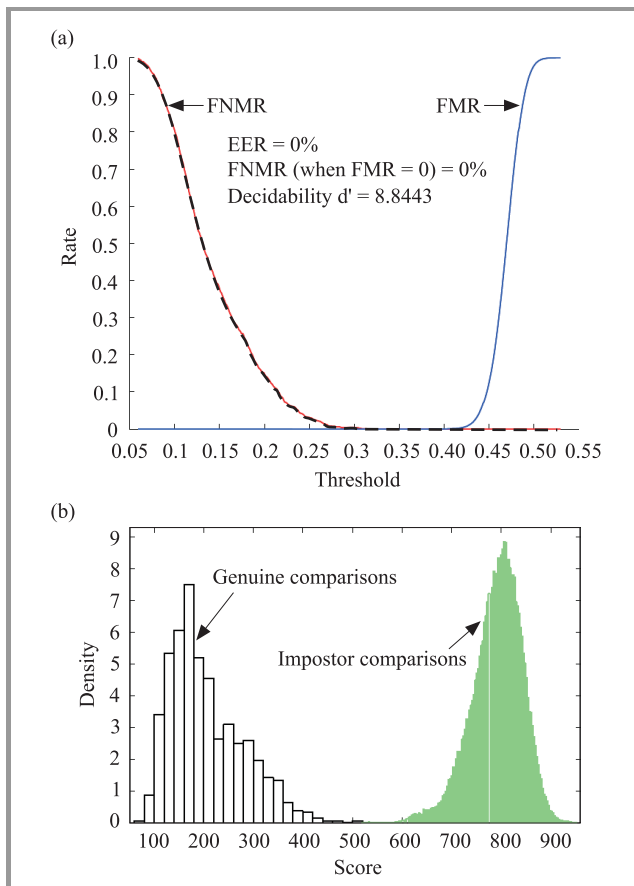 (a)
1.0
0.9
0.8
0.7
0.6
0.5
0.4
0.3
0.2
0.1
0
Rate
FNMR
FMR
EER = 0%
FNMR (when FMR = 0) = 0%
Decidability d' = 8.8443
0.05 0.1 0.15 0.2 0.25 0.3 0.35 0.4 0.45 0.50 0.55
Threshold
(b)
9
8
7
6
5
4
3
2
1
0
Density
Genuine comparisons
Impostor comparisons
100 200 300 400 500 600 700 800 900
Score